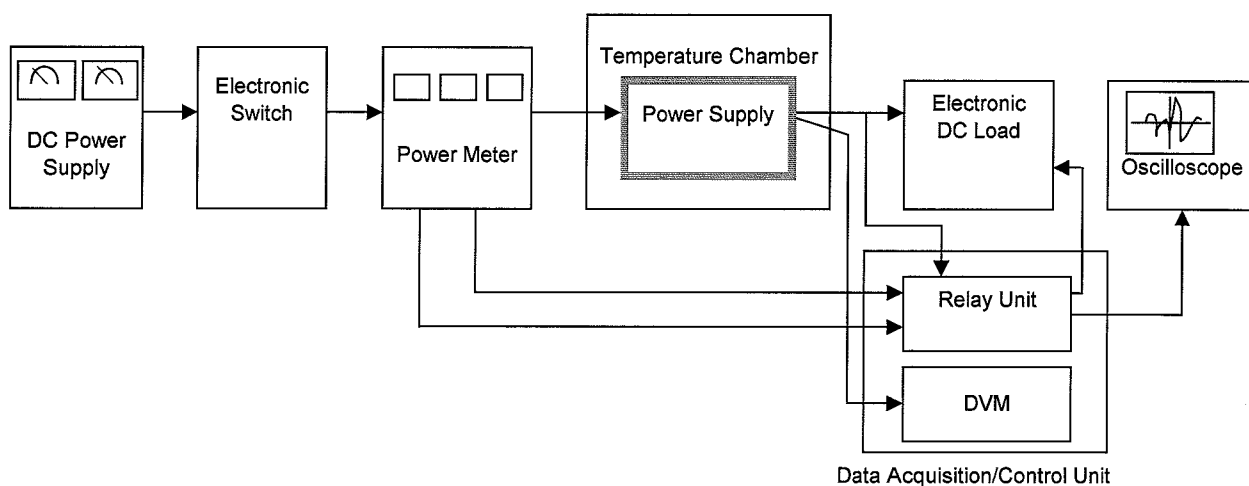 DC Power
Supply
Electronic
Switch
Power Meter
Temperature Chamber
Power Supply
Electronic
DC Load
Oscilloscope
Relay Unit
DVM
Data Acquisition/Control Unit